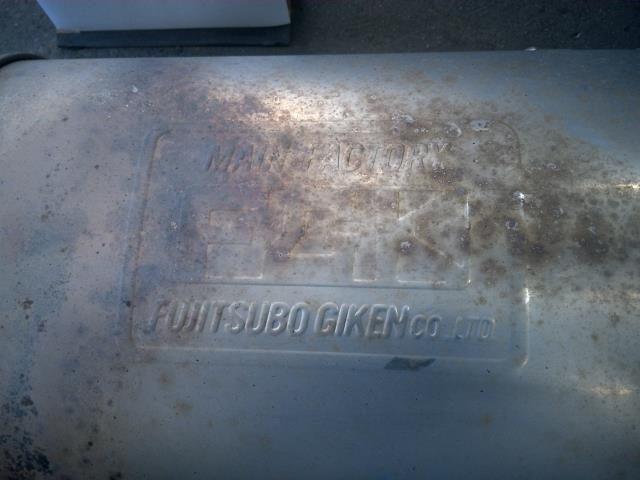 MAIN FACTORY
FUJITSUBO GIKEN CO., LTD